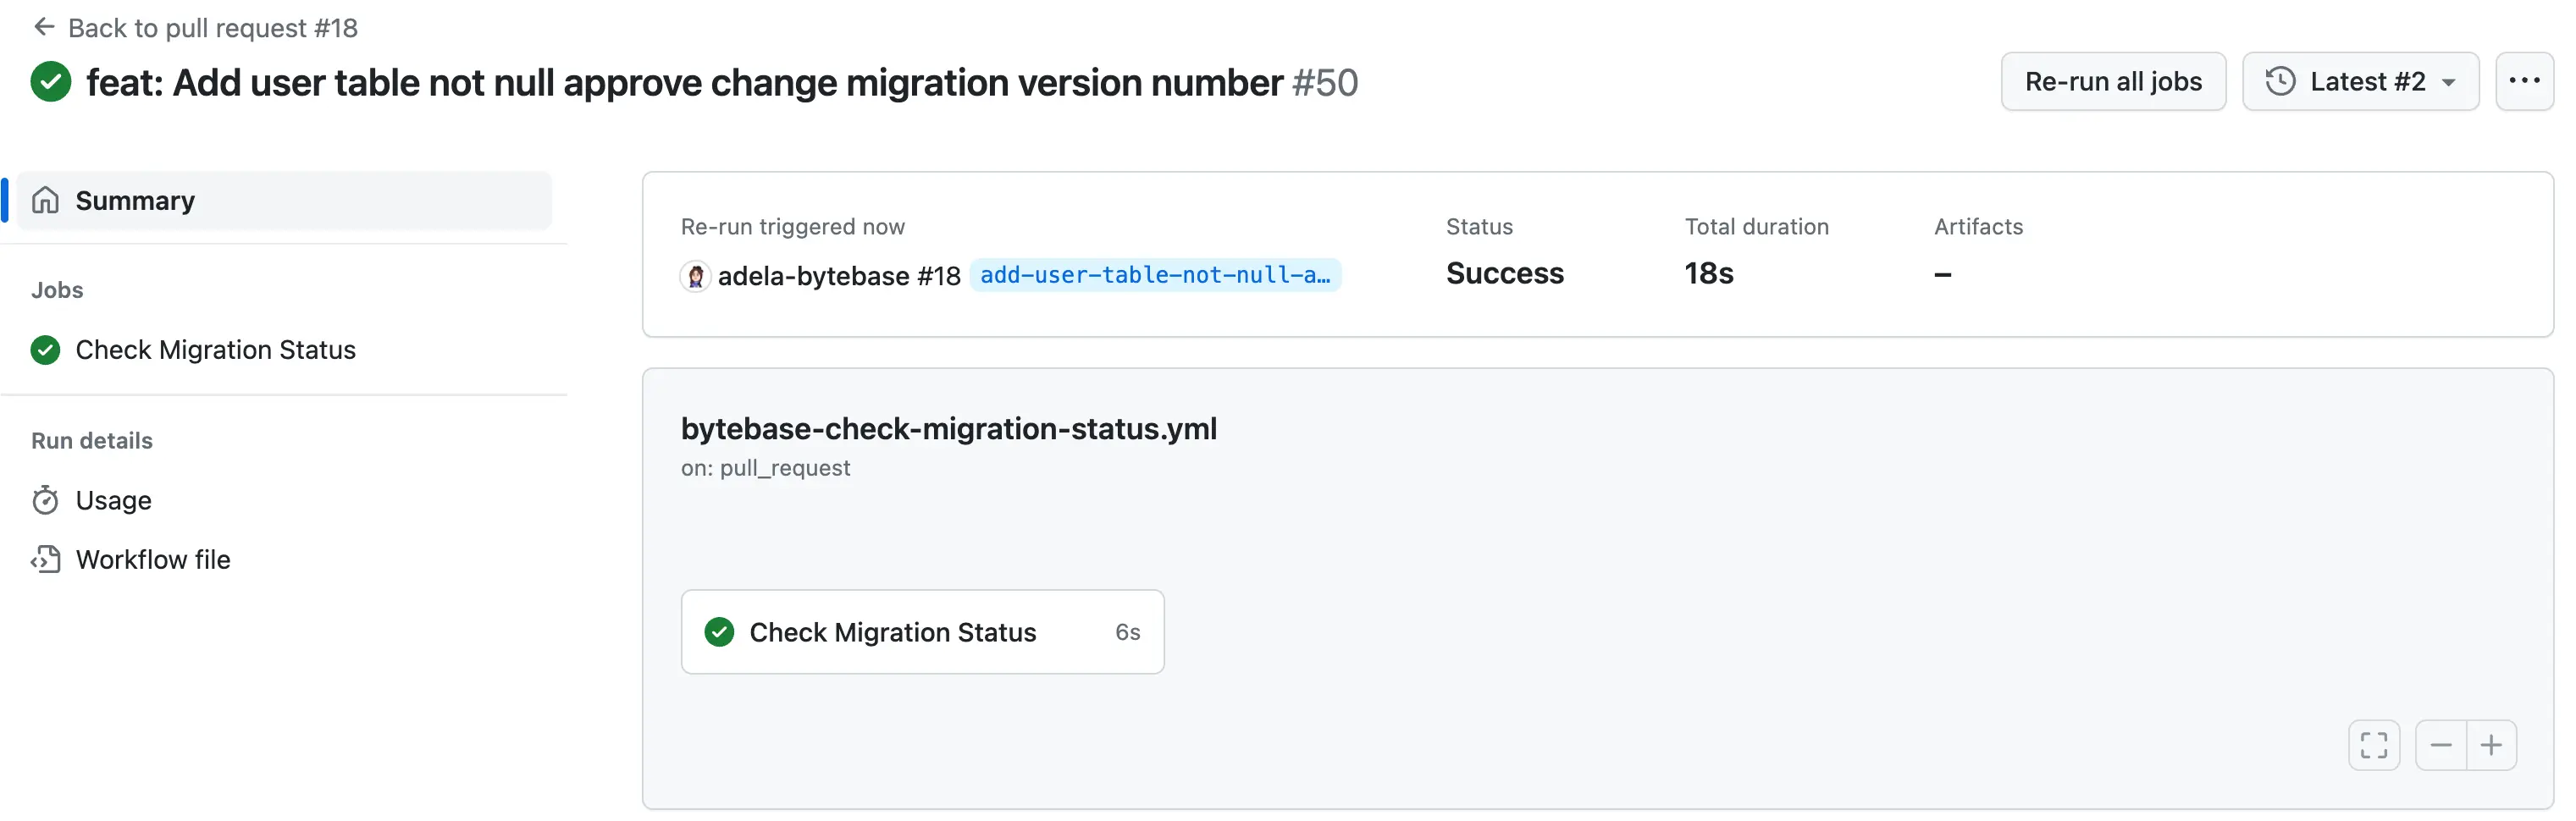 Back to pull request #18
feat: Add user table not null approve change migration version number #50
Re-run all jobs
Latest #2
Summary
Jobs
Check Migration Status
Run details
Usage
Workflow file
Re-run triggered now
adela-bytebase #18 add-user-table-not-null-a…
Status
Success
Total duration
18s
Artifacts
–
bytebase-check-migration-status.yml
on: pull_request
Check Migration Status 6s